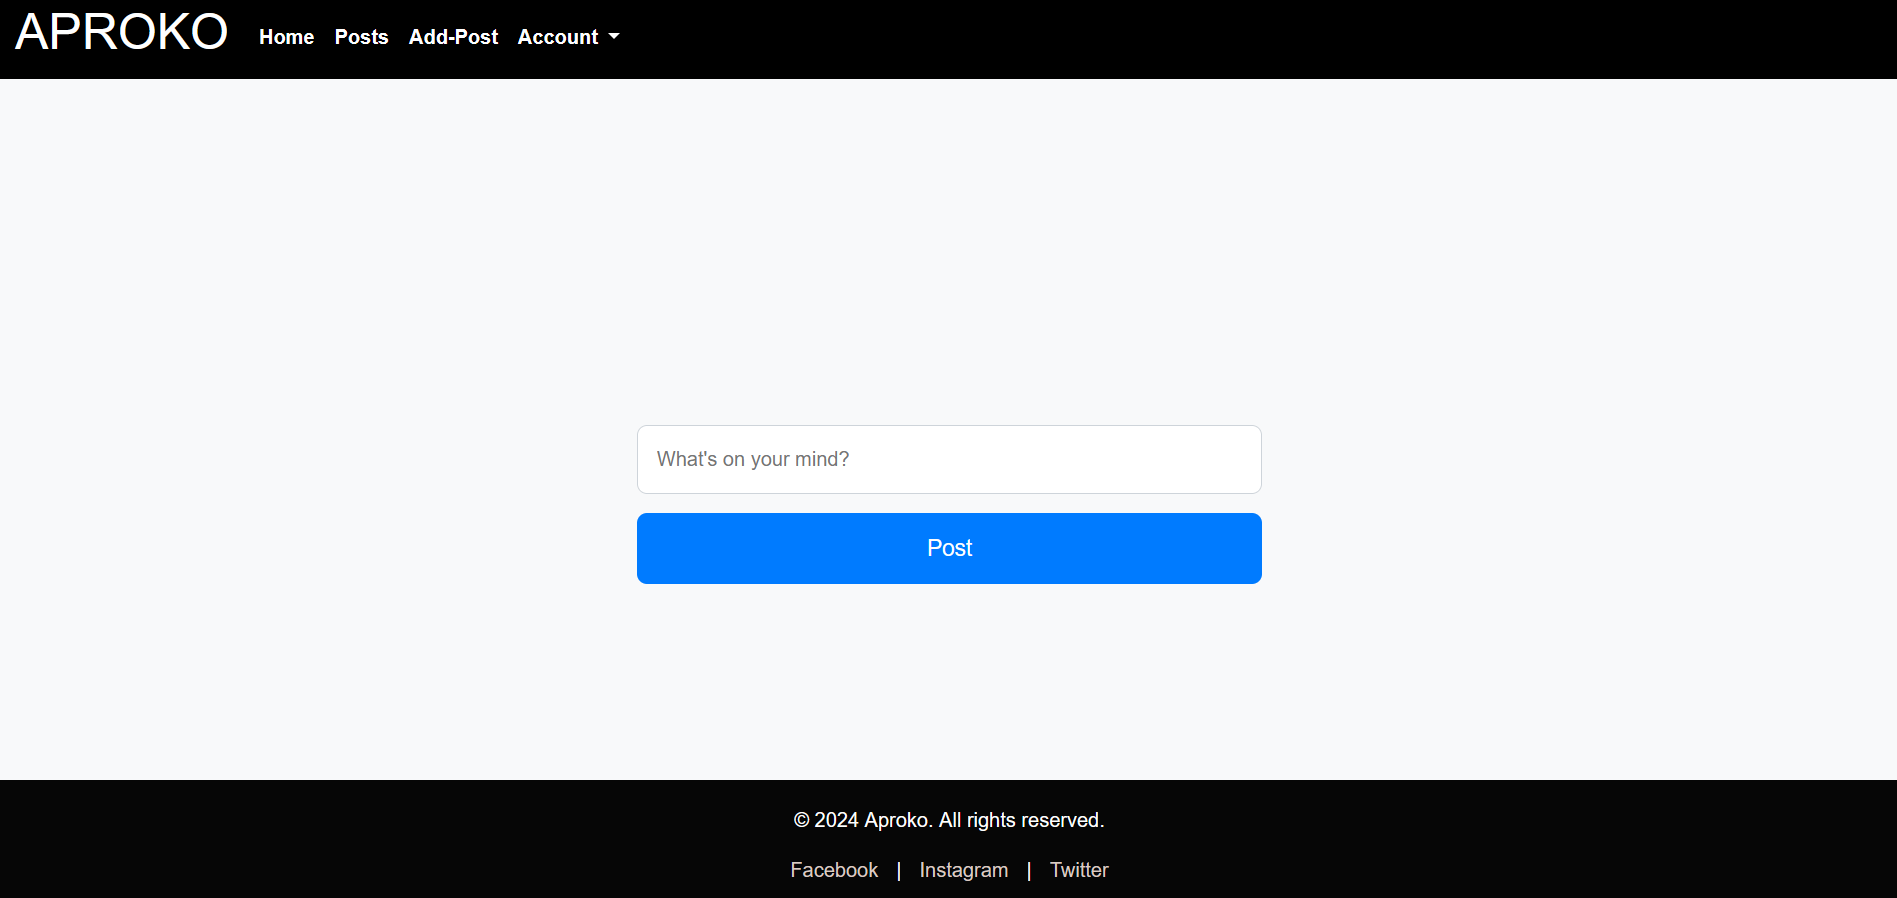 APROKO Home Posts Add-Post Account
What's on your mind?
Post
© 2024 Aproko. All rights reserved.
Facebook | Instagram | Twitter